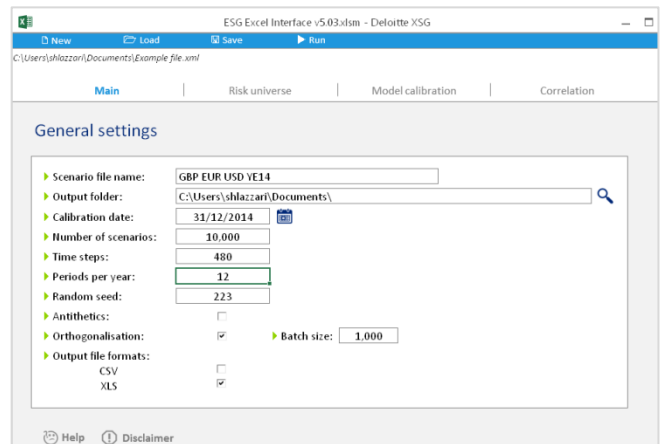 ESG Excel Interface v5.03.xlsm - Deloitte XSG
New Load Save Run
C:\Users\shlazzari\Documents\Example file.xml
Main Risk universe Model calibration Correlation
General settings
Scenario file name: GBP EUR USD YE14
Output folder: C:\Users\shlazzari\Documents\
Calibration date: 31/12/2014
Number of scenarios: 10,000
Time steps: 480
Periods per year: 12
Random seed: 223
Antithetics:
Orthogonalisation: Batch size: 1,000
Output file formats:
CSV
XLS
Help Disclaimer